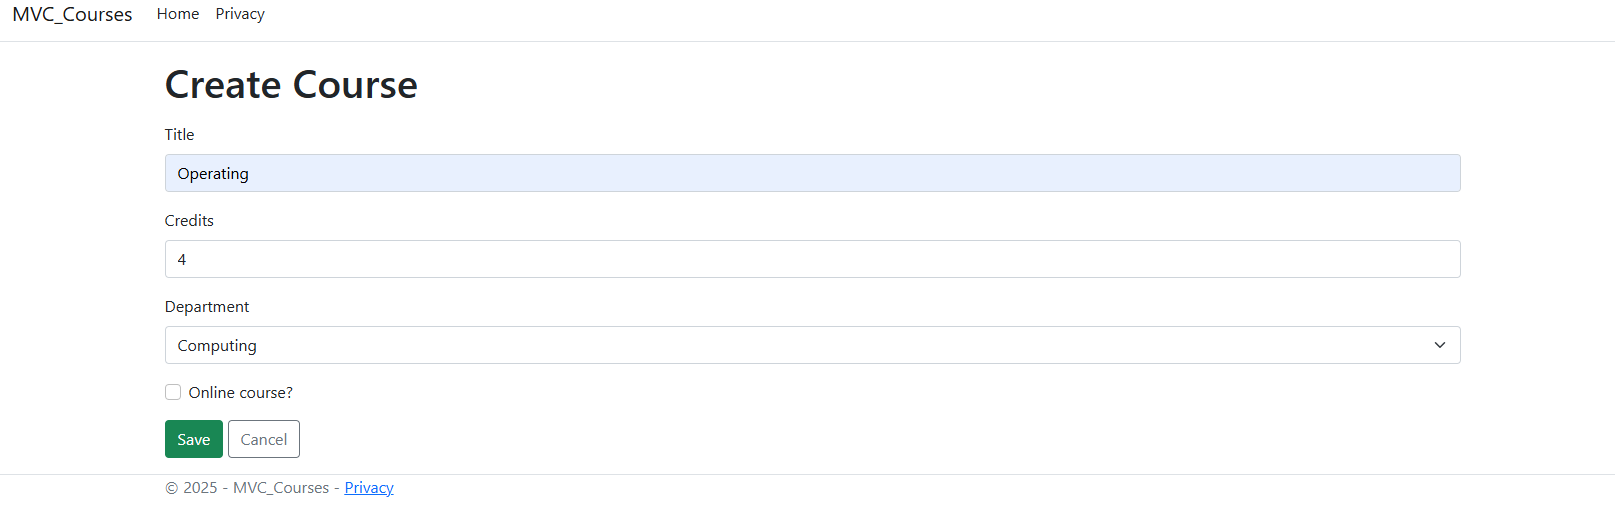 MVC_Courses Home Privacy
Create Course
Title
Operating
Credits
4
Department
Computing
Online course?
Save Cancel
© 2025 - MVC_Courses - Privacy